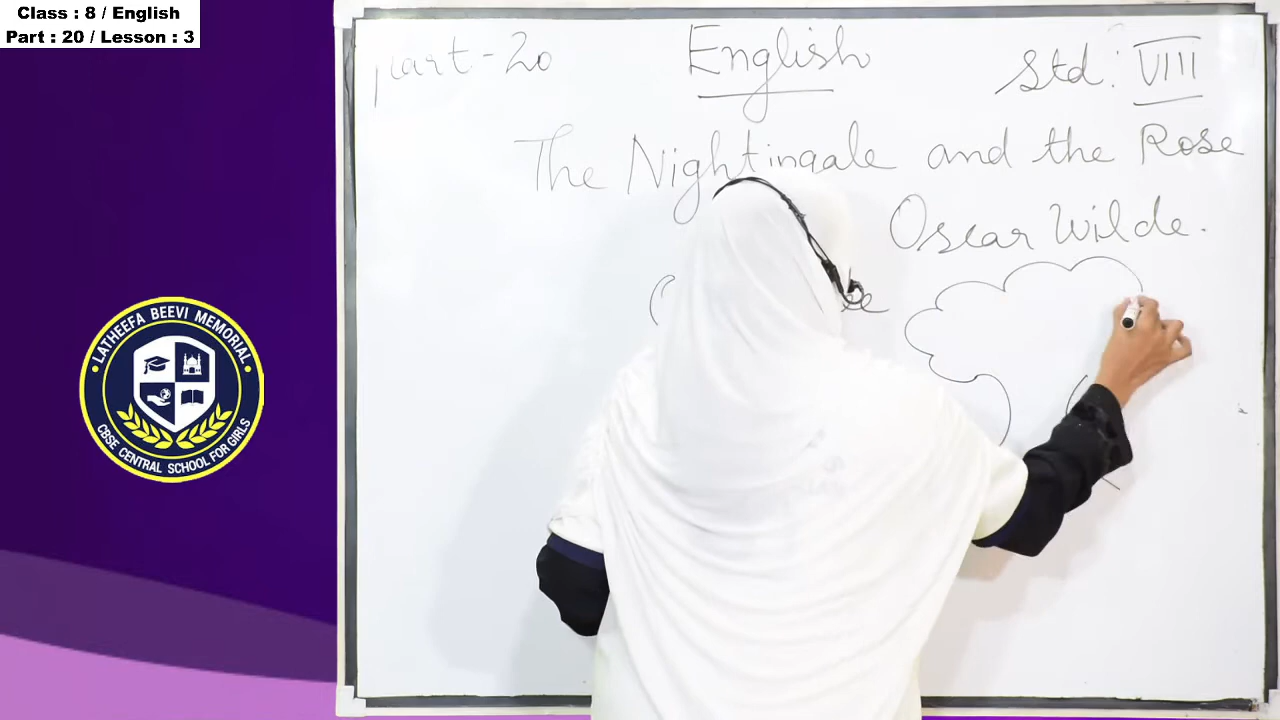 Class : 8 / English
Part : 20 / Lesson : 3
part-20
English
Std: VIII
The Nightingale and the Rose
Oscar Wilde.
LATHEEFA BEEVI MEMORIAL
CBSE CENTRAL SCHOOL FOR GIRLS